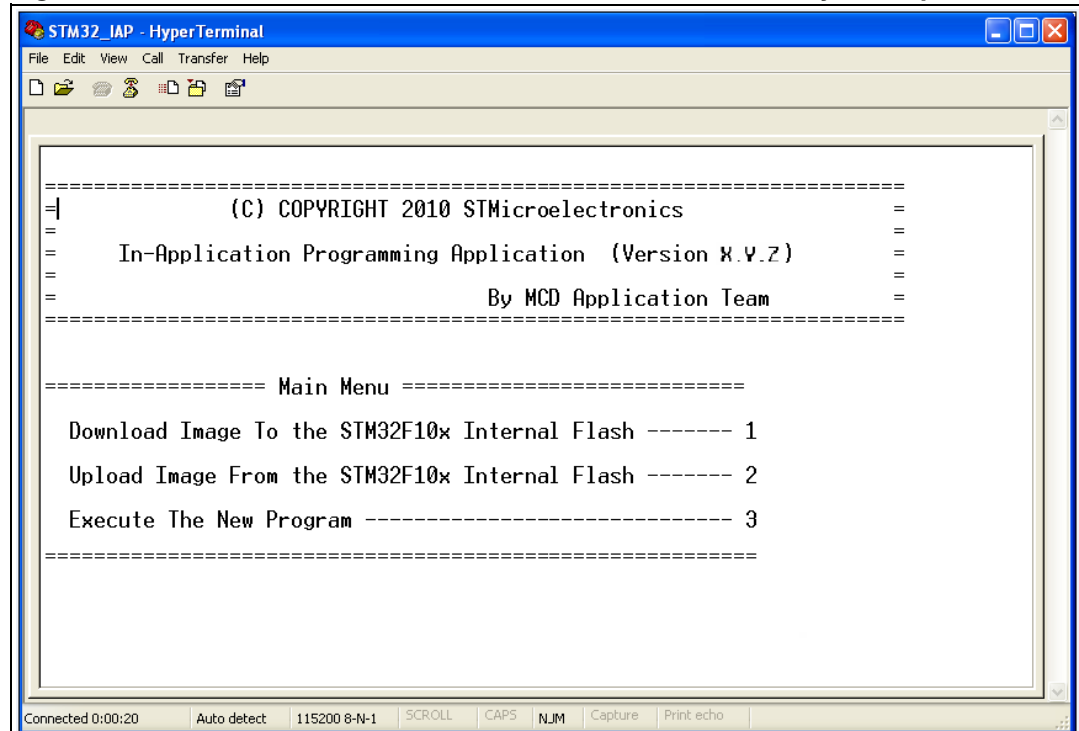 STM32_IAP - HyperTerminal
File Edit View Call Transfer Help
=====================================================================
= (C) COPYRIGHT 2010 STMicroelectronics =
= =
= In-Application Programming Application (Version X.Y.Z) =
= =
= By MCD Application Team =
=====================================================================
================== Main Menu ============================
Download Image To the STM32F10x Internal Flash ------- 1
Upload Image From the STM32F10x Internal Flash ------- 2
Execute The New Program ------------------------------ 3
==========================================================
Connected 0:00:20 Auto detect 115200 8-N-1 SCROLL CAPS NUM Capture Print echo